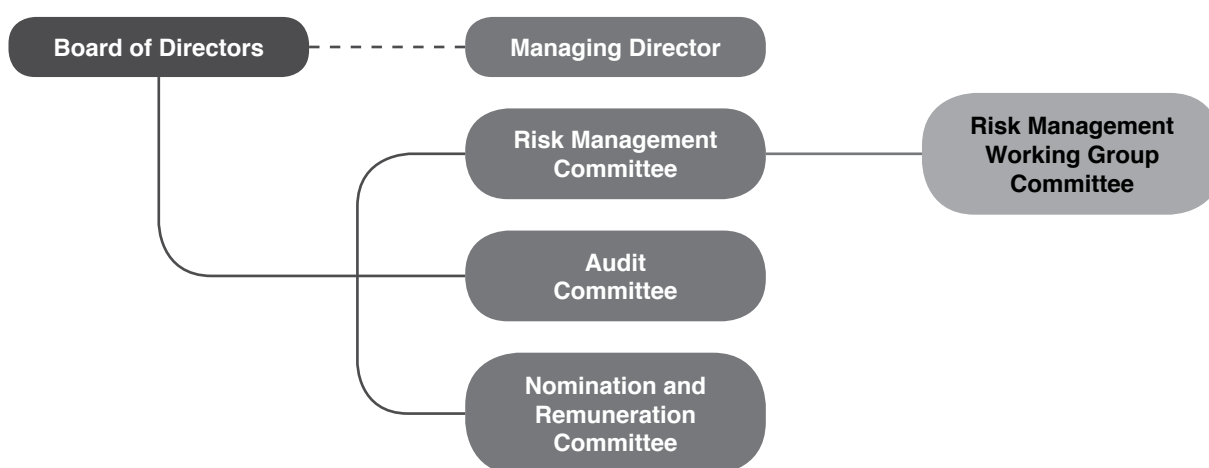 Board of Directors
Managing Director
Risk Management
Committee
Risk Management
Working Group
Committee
Audit
Committee
Nomination and
Remuneration
Committee